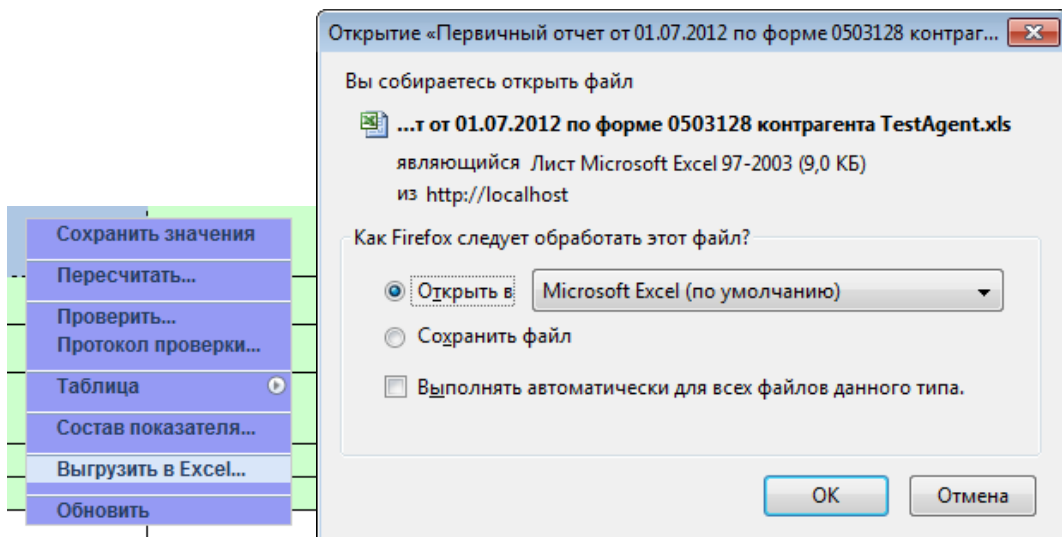 Сохранить значения
Пересчитать...
Проверить...
Протокол проверки...
Таблица
Состав показателя...
Выгрузить в Excel...
Обновить
Открытие «Первичный отчет от 01.07.2012 по форме 0503128 контраг...
Вы собираетесь открыть файл
...т от 01.07.2012 по форме 0503128 контрагента TestAgent.xls
являющийся Лист Microsoft Excel 97-2003 (9,0 КБ)
из http://localhost
Как Firefox следует обработать этот файл?
Открыть в Microsoft Excel (по умолчанию)
Сохранить файл
Выполнять автоматически для всех файлов данного типа.
ОК Отмена